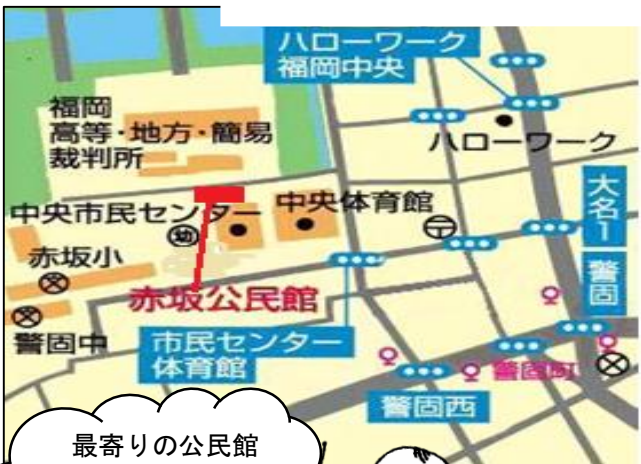 ハローワーク
福岡中央
福岡
高等・地方・簡易
裁判所
ハローワーク
大名1
中央市民センター
中央体育館
幼
赤坂小
警固
赤坂公民館
警固中
市民センター
体育館
警固町
警固西
最寄りの公民館